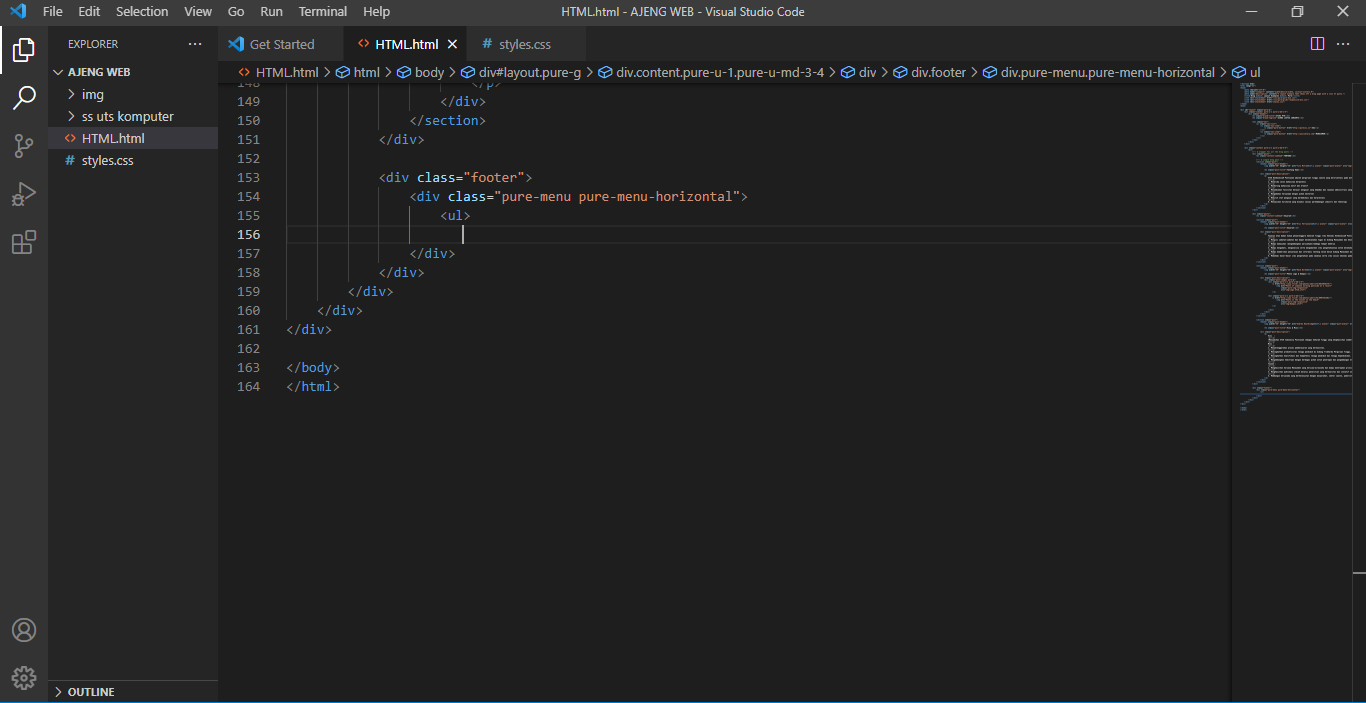 File Edit Selection View Go Run Terminal Help
HTML.html - AJENG WEB - Visual Studio Code
EXPLORER
AJENG WEB
img
ss uts komputer
HTML.html
# styles.css
OUTLINE
Get Started
HTML.html
# styles.css
HTML.html > html > body > div#layout.pure-g > div.content.pure-u-1.pure-u-md-3-4 > div > div.footer > div.pure-menu.pure-menu-horizontal > ul
148 </p>
149 </div>
150 </section>
151 </div>
152
153 <div class="footer">
154 <div class="pure-menu pure-menu-horizontal">
155 <ul>
156
157 </div>
158 </div>
159 </div>
160 </div>
161 </div>
162
163 </body>
164 </html>